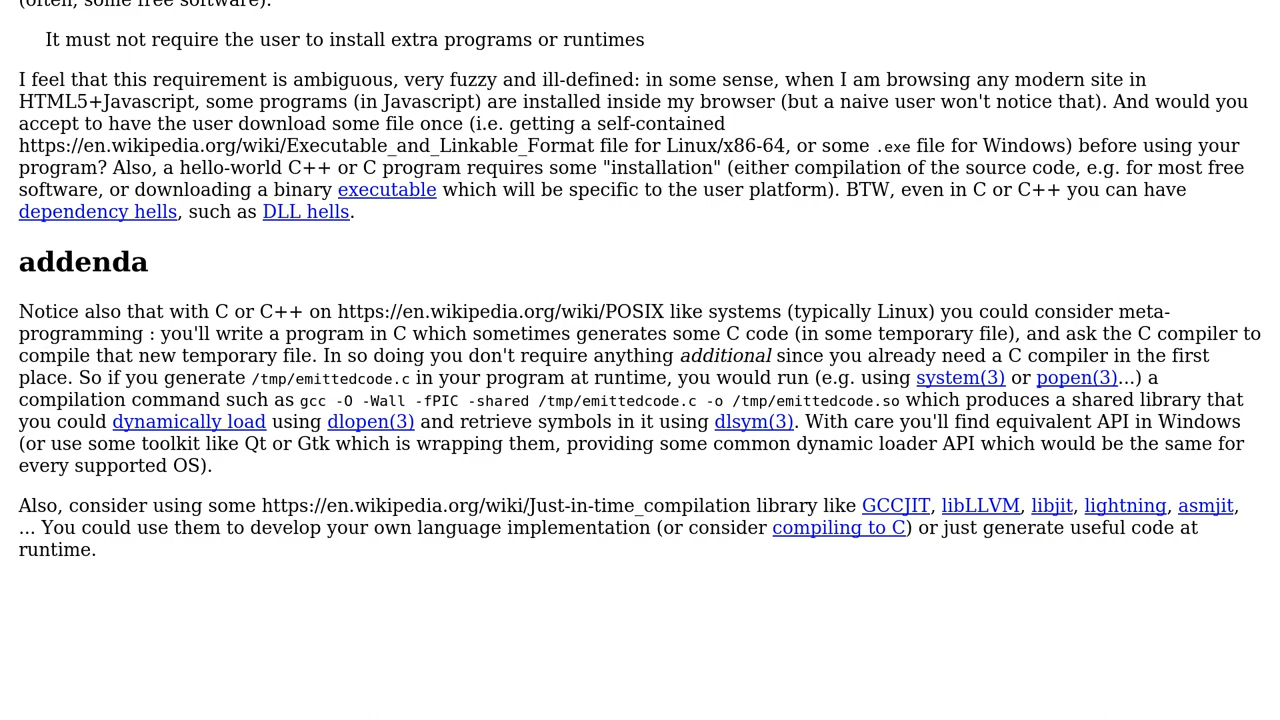 (often, some free software).
It must not require the user to install extra programs or runtimes
I feel that this requirement is ambiguous, very fuzzy and ill-defined: in some sense, when I am browsing any modern site in
HTML5+Javascript, some programs (in Javascript) are installed inside my browser (but a naive user won't notice that). And would you
accept to have the user download some file once (i.e. getting a self-contained
https://en.wikipedia.org/wiki/Executable_and_Linkable_Format file for Linux/x86-64, or some .exe file for Windows) before using your
program? Also, a hello-world C++ or C program requires some "installation" (either compilation of the source code, e.g. for most free
software, or downloading a binary executable which will be specific to the user platform). BTW, even in C or C++ you can have
dependency hells, such as DLL hells.
addenda
Notice also that with C or C++ on https://en.wikipedia.org/wiki/POSIX like systems (typically Linux) you could consider meta-
programming : you'll write a program in C which sometimes generates some C code (in some temporary file), and ask the C compiler to
compile that new temporary file. In so doing you don't require anything additional since you already need a C compiler in the first
place. So if you generate /tmp/emittedcode.c in your program at runtime, you would run (e.g. using system(3) or popen(3)...) a
compilation command such as gcc -O -Wall -fPIC -shared /tmp/emittedcode.c -o /tmp/emittedcode.so which produces a shared library that
you could dynamically load using dlopen(3) and retrieve symbols in it using dlsym(3). With care you'll find equivalent API in Windows
(or use some toolkit like Qt or Gtk which is wrapping them, providing some common dynamic loader API which would be the same for
every supported OS).
Also, consider using some https://en.wikipedia.org/wiki/Just-in-time_compilation library like GCCJIT, libLLVM, libjit, lightning, asmjit,
... You could use them to develop your own language implementation (or consider compiling to C) or just generate useful code at
runtime.